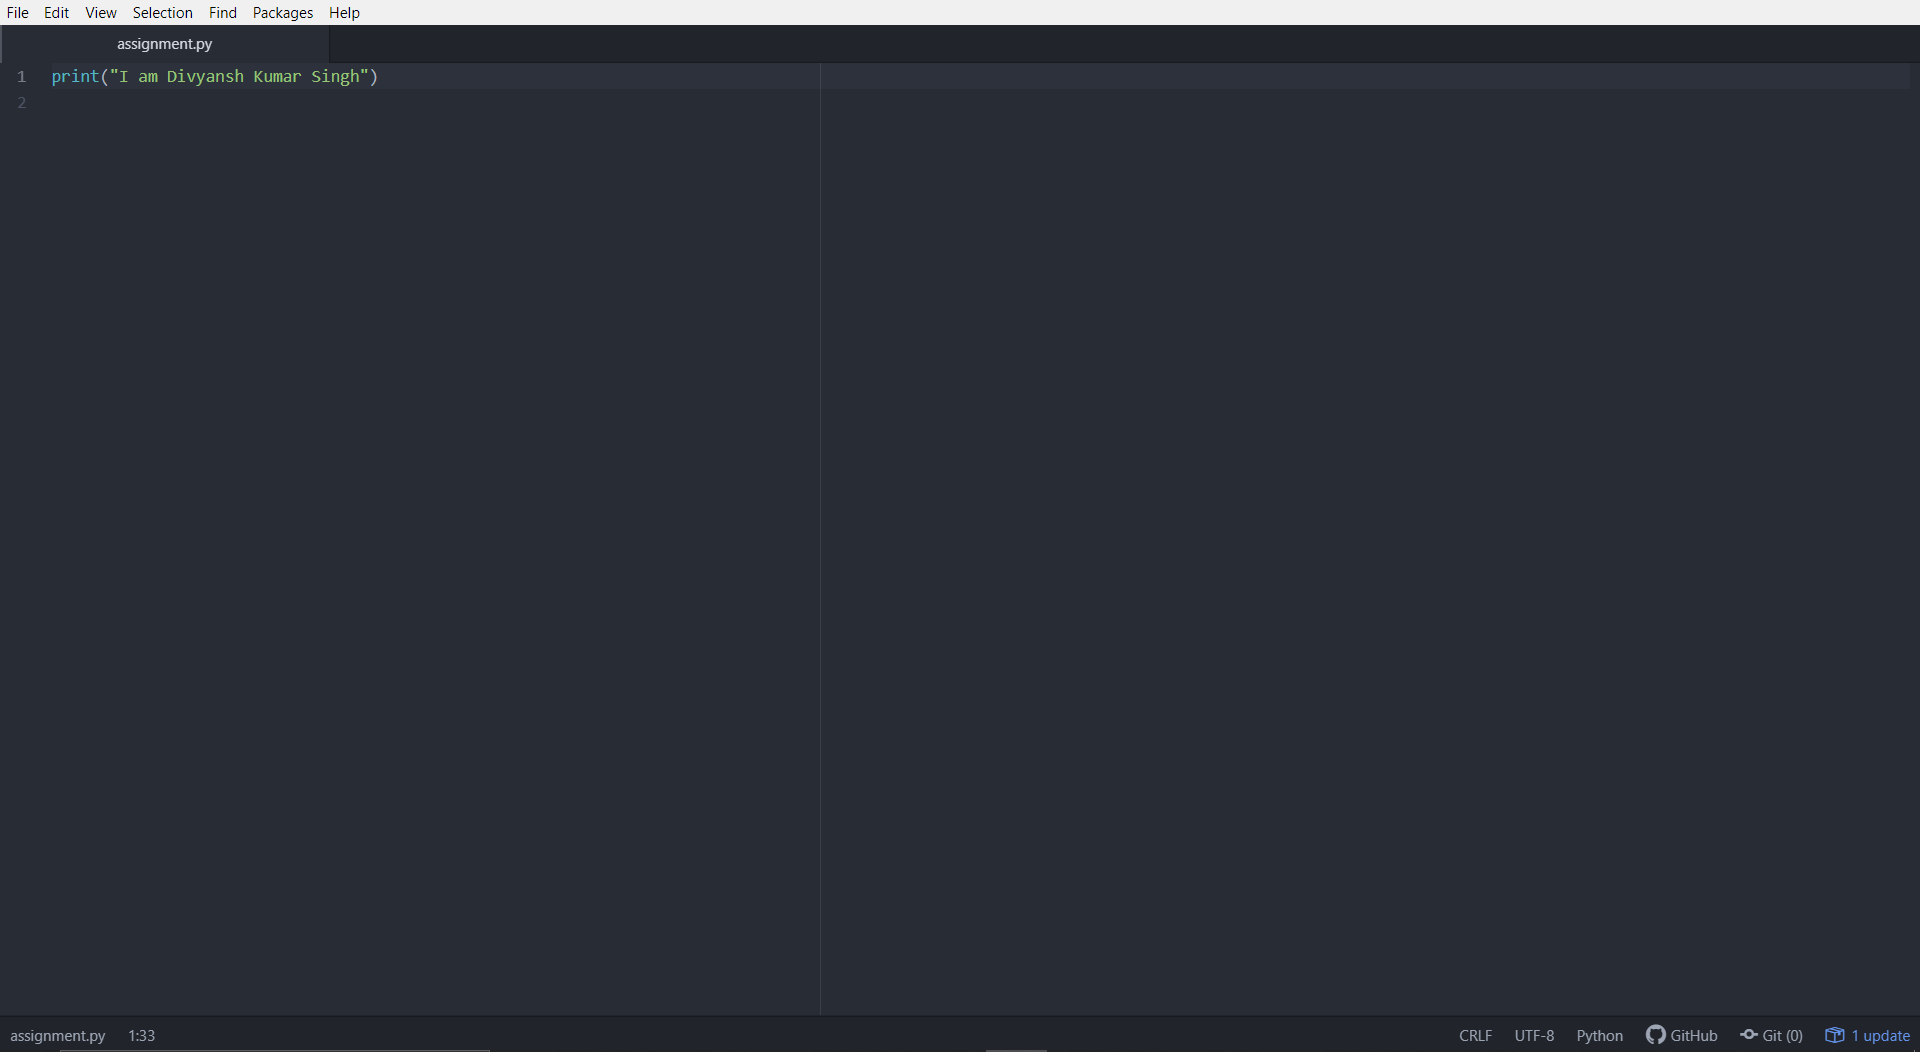 File Edit View Selection Find Packages Help
assignment.py
1 print("I am Divyansh Kumar Singh")
2
assignment.py 1:33 CRLF UTF-8 Python GitHub Git (0) 1 update